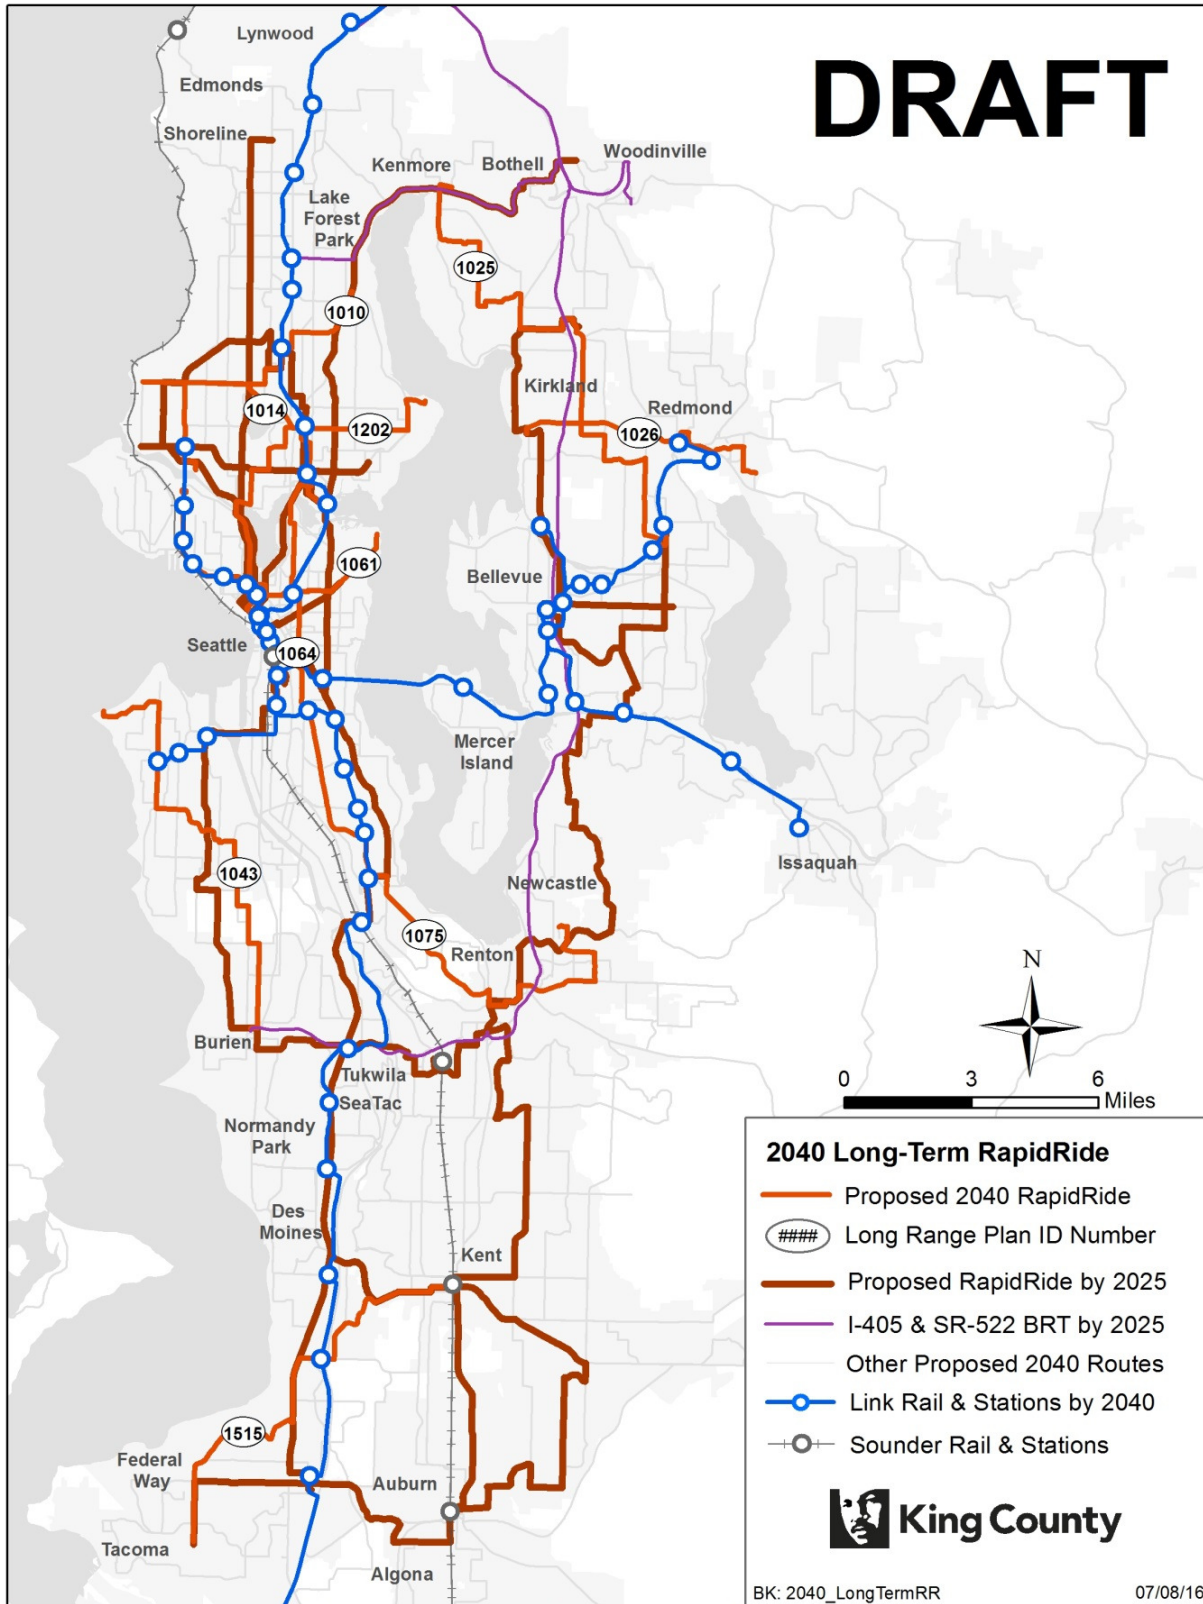 DRAFT
Lynwood
Edmonds
Shoreline
Kenmore
Bothell
Woodinville
Lake
Forest
Park
1025
1010
Kirkland
1014
1202
Redmond
1026
1061
Bellevue
Seattle
1064
Mercer
Island
Issaquah
1043
Newcastle
1075
Renton
N
Burien
Tukwila
SeaTac
0 3 6
Miles
Normandy
Park
Des
Moines
Kent
1515
Federal
Way
Auburn
Tacoma
Algona
2040 Long-Term RapidRide
Proposed 2040 RapidRide
#### Long Range Plan ID Number
Proposed RapidRide by 2025
I-405 & SR-522 BRT by 2025
Other Proposed 2040 Routes
Link Rail & Stations by 2040
Sounder Rail & Stations
King County
BK: 2040_LongTermRR 07/08/16